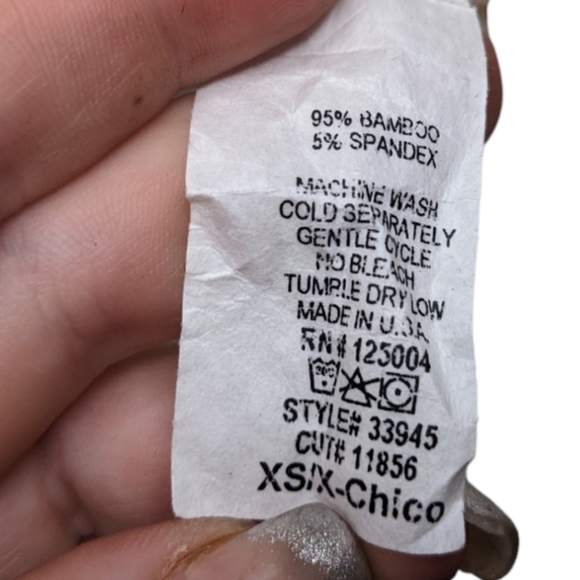 95% BAMBOO
5% SPANDEX
MACHINE WASH
COLD SEPARATELY
GENTLE CYCLE
NO BLEACH
TUMBLE DRY LOW
MADE IN U.S.A
RN# 125004
30°C
STYLE# 33945
CUT# 11856
XS/X-Chico